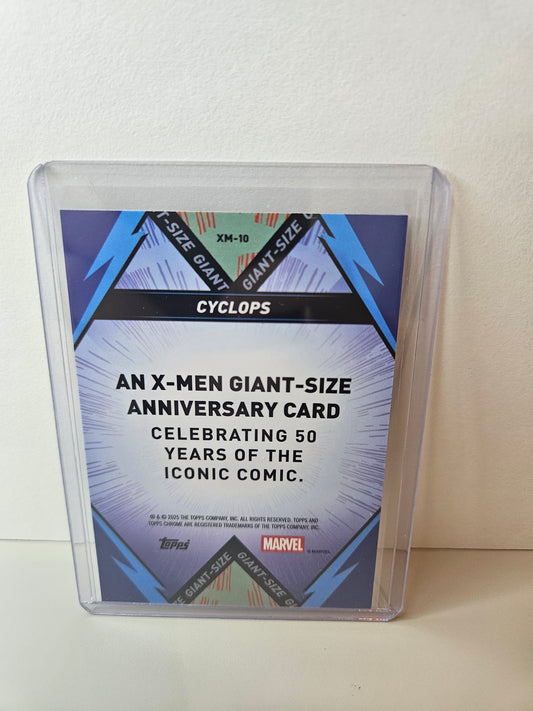 XM-10
GIANT-SIZE GIANT
GIANT-SIZE
CYCLOPS
AN X-MEN GIANT-SIZE
ANNIVERSARY CARD
CELEBRATING 50
YEARS OF THE
ICONIC COMIC.
® & © 2025 THE TOPPS COMPANY, INC. ALL RIGHTS RESERVED. TOPPS AND
TOPPS CHROME ARE REGISTERED TRADEMARKS OF THE TOPPS COMPANY, INC.
topps MARVEL © MARVEL
GIANT-SIZE
GIANT-SIZE